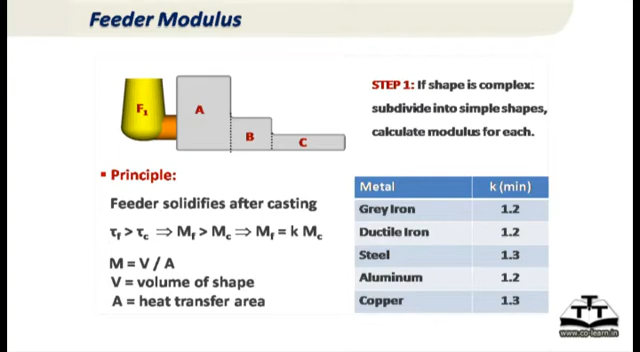 Feeder Modulus
F₁
A
B
C
STEP 1: If shape is complex:
subdivide into simple shapes,
calculate modulus for each.
▪ Principle:
Feeder solidifies after casting
τf > τc ⇒ Mf > Mc ⇒ Mf = k Mc
M = V / A
V = volume of shape
A = heat transfer area
Metal k (min)
Grey Iron 1.2
Ductile Iron 1.2
Steel 1.3
Aluminum 1.2
Copper 1.3
TTT
www.co-learn.in